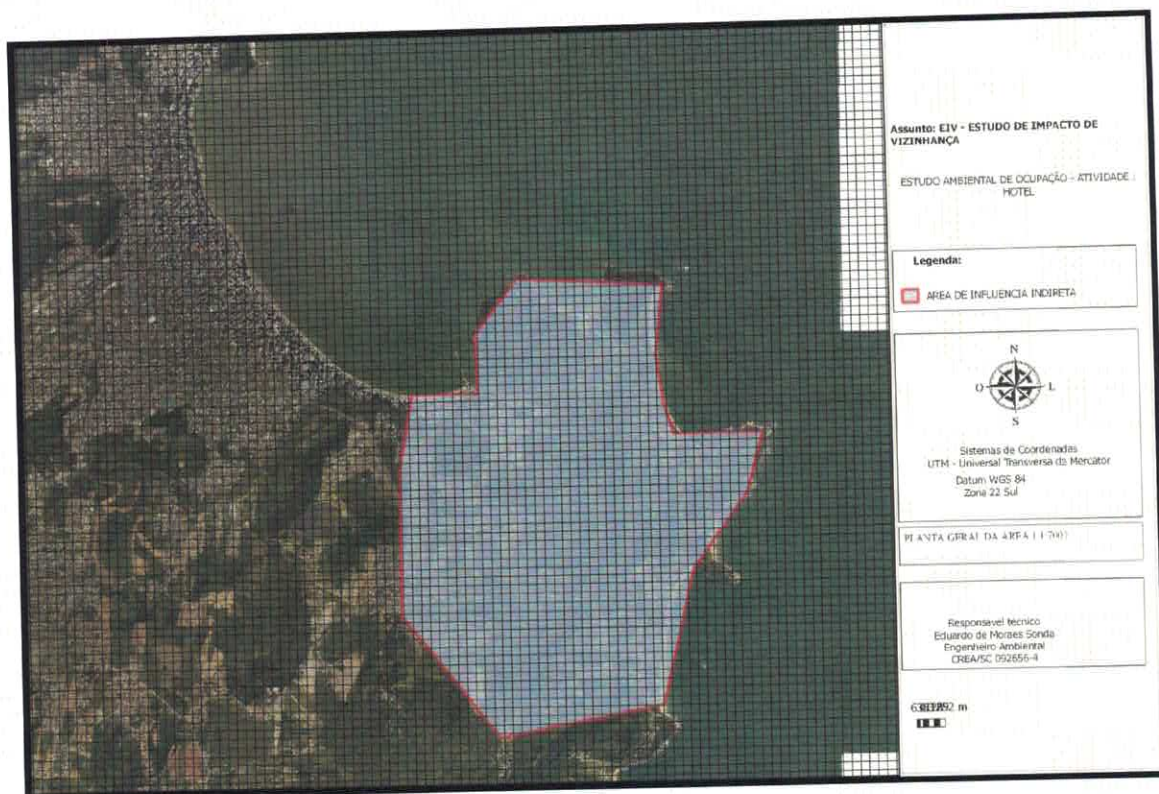 Assunto: EIV - ESTUDO DE IMPACTO DE
VIZINHANÇA
ESTUDO AMBIENTAL DE OCUPAÇÃO - ATIVIDADE :
HOTEL
Legenda:
AREA DE INFLUENCIA INDIRETA
N
O L
S
Sistemas de Coordenadas
UTM - Universal Transversa de Mercator
Datum WGS 84
Zona 22 Sul
PLANTA GERAL DA AREA
Responsavel tecnico
Eduardo de Moraes Sonda
Engenheiro Ambiental
CREA/SC 092656-4
m